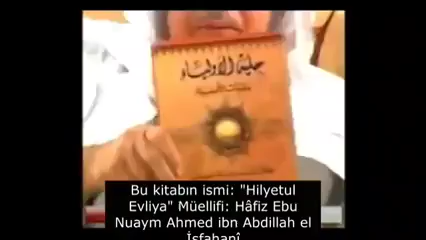 حلية الأولياء
Bu kitabın ismi: "Hilyetul
Evliya" Müellifi: Hâfiz Ebu
Nuaym Ahmed ibn Abdillah el
İsfahanî